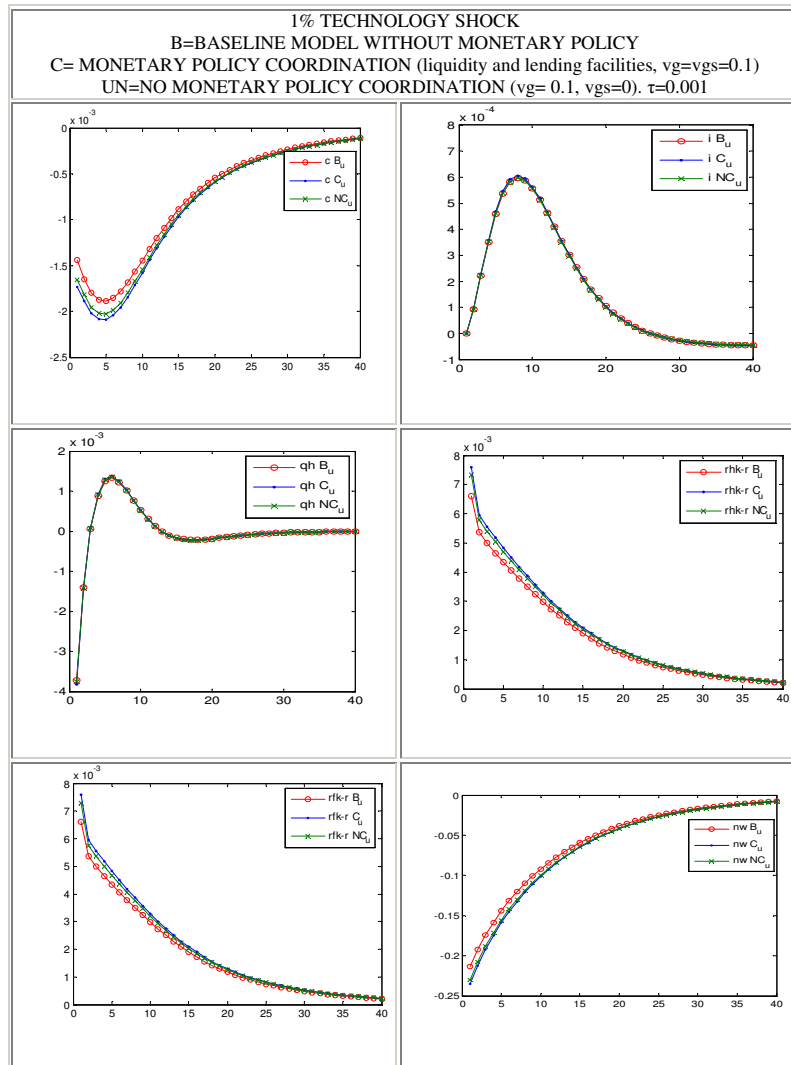 1% TECHNOLOGY SHOCK
B=BASELINE MODEL WITHOUT MONETARY POLICY
C= MONETARY POLICY COORDINATION (liquidity and lending facilities, vg=vgs=0.1)
UN=NO MONETARY POLICY COORDINATION (vg= 0.1, vgs=0). τ=0.001
x 10^-3
0
-0.5
-1
-1.5
-2
-2.5
0 5 10 15 20 25 30 35 40
c B_u
c C_u
c NC_u
x 10^-4
8
6
4
2
0
-1
0 10 20 30 40
i B_u
i C_u
i NC_u
x 10^-3
2
1
0
-1
-2
-3
-4
0 10 20 30 40
qh B_u
qh C_u
qh NC_u
x 10^-3
8
7
6
5
4
3
2
1
0
0 5 10 15 20 25 30 35 40
rhk-r B_u
rhk-r C_u
rhk-r NC_u
x 10^-3
8
7
6
5
4
3
2
1
0
0 5 10 15 20 25 30 35 40
rfk-r B_u
rfk-r C_u
rfk-r NC_u
0
-0.05
-0.1
-0.15
-0.2
-0.25
0 5 10 15 20 25 30 35 40
nw B_u
nw C_u
nw NC_u